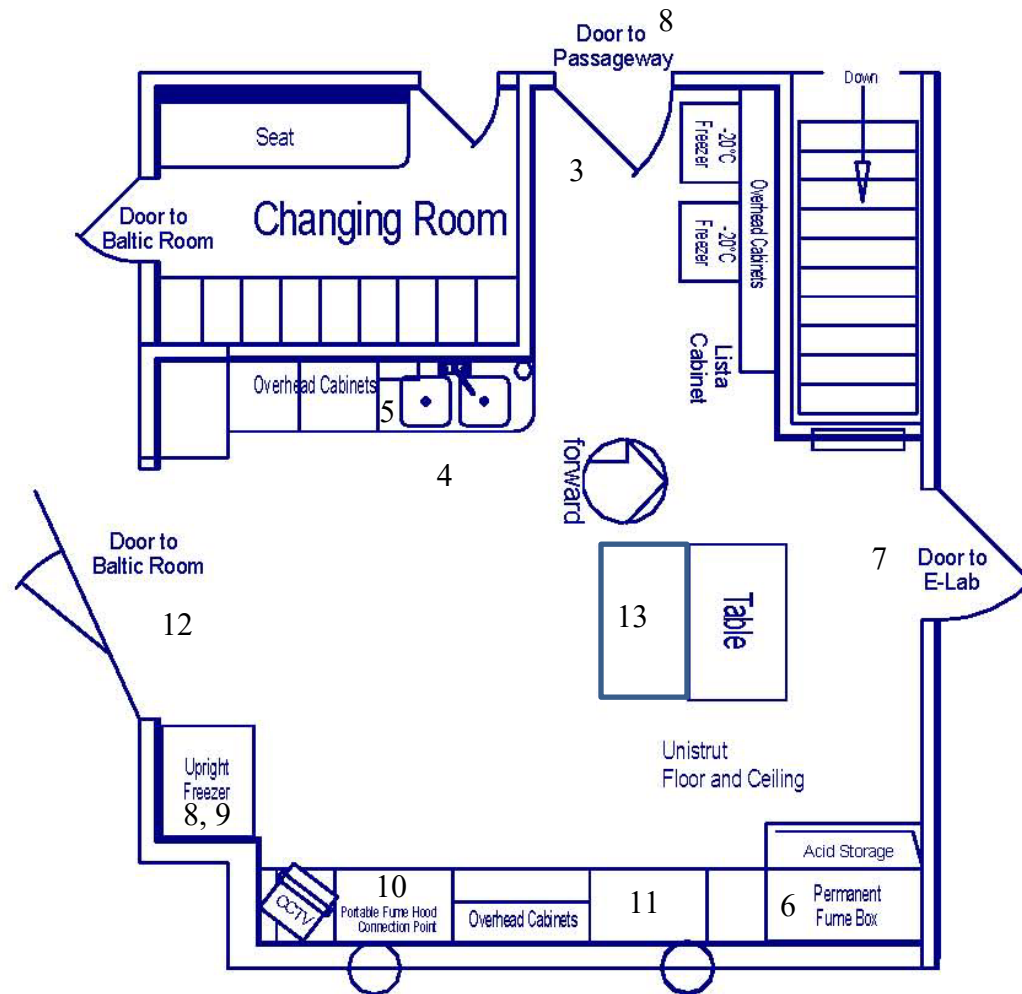 8
Door to
Passageway
Down
Seat
-20°C
Freezer
3
Overhead Cabinets
Door to
Baltic Room
Changing Room
-20°C
Freezer
Lista
Cabinet
Overhead Cabinets
5
4
forward
Door to
Baltic Room
7
Door to
E-Lab
12
13
Table
Unistrut
Floor and Ceiling
Upright
Freezer
8, 9
Acid Storage
CCTV
10
Portable Fume Hood
Connection Point
Overhead Cabinets
11
6
Permanent
Fume Box